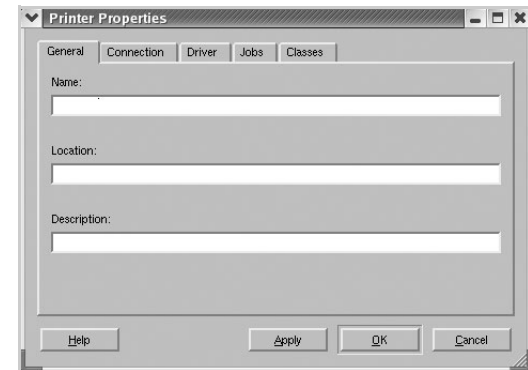 Printer Properties
General Connection Driver Jobs Classes
Name:
Location:
Description:
Help Apply OK Cancel